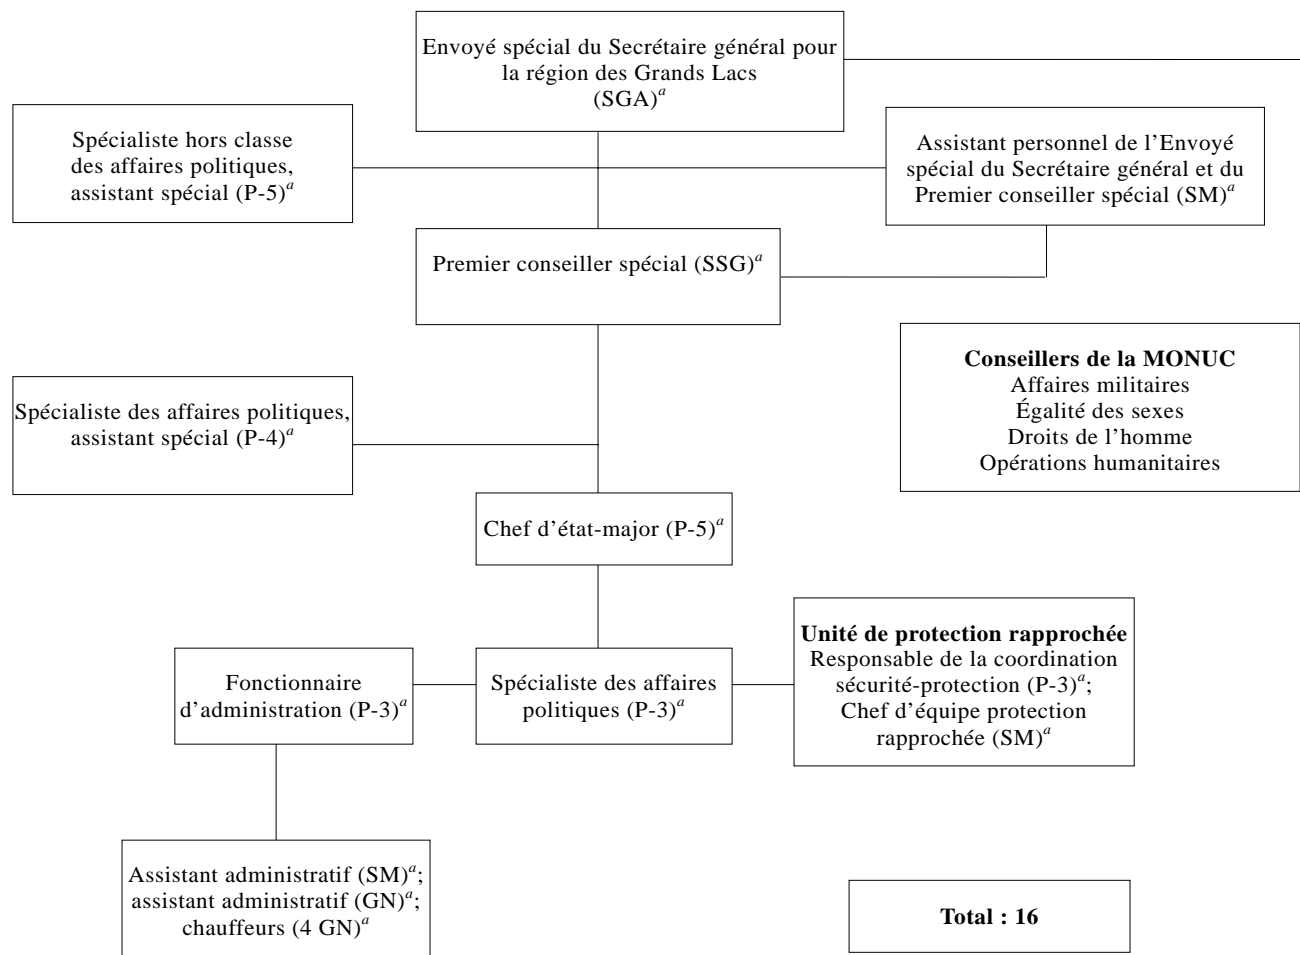 Envoyé spécial du Secrétaire général pour
la région des Grands Lacs
(SGA)a
Spécialiste hors classe
des affaires politiques,
assistant spécial (P-5)a
Assistant personnel de l’Envoyé
spécial du Secrétaire général et du
Premier conseiller spécial (SM)a
Premier conseiller spécial (SSG)a
Conseillers de la MONUC
Affaires militaires
Égalité des sexes
Droits de l’homme
Opérations humanitaires
Spécialiste des affaires politiques,
assistant spécial (P-4)a
Chef d’état-major (P-5)a
Fonctionnaire
d’administration (P-3)a
Spécialiste des affaires
politiques (P-3)a
Unité de protection rapprochée
Responsable de la coordination
sécurité-protection (P-3)a;
Chef d’équipe protection
rapprochée (SM)a
Assistant administratif (SM)a;
assistant administratif (GN)a;
chauffeurs (4 GN)a
Total : 16